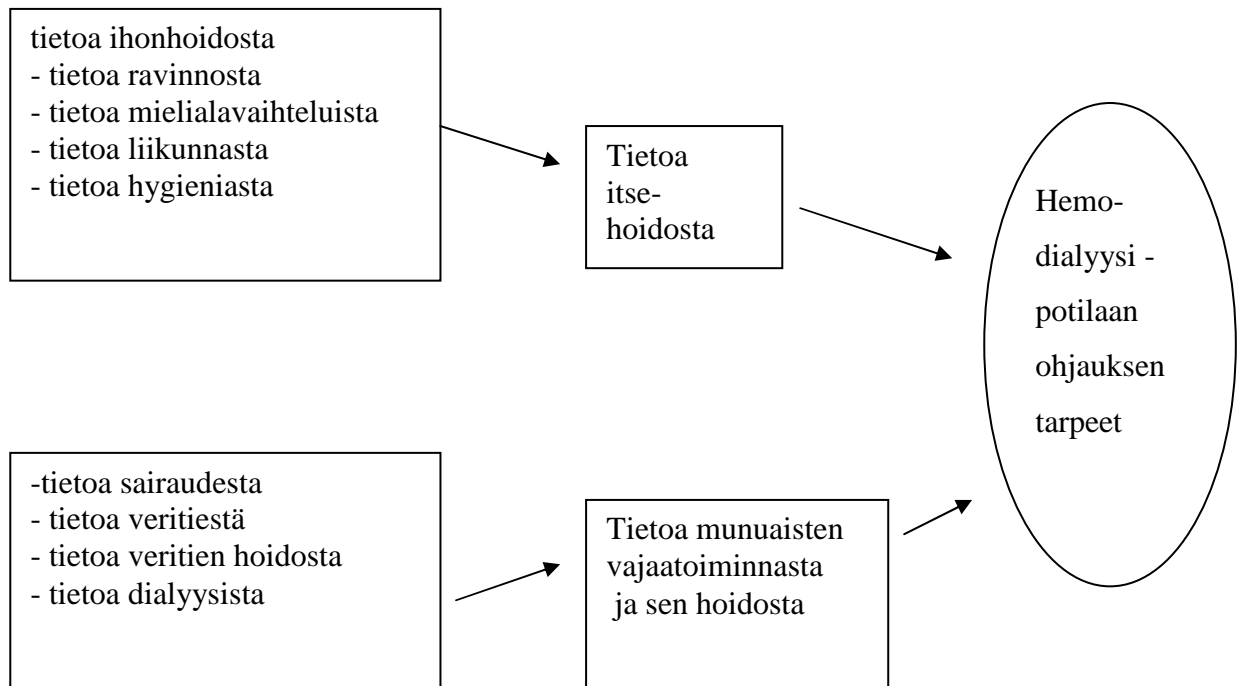 tietoa ihonhoidosta
- tietoa ravinnosta
- tietoa mielialavaihteluista
- tietoa liikunnasta
- tietoa hygieniasta
Tietoa
itse-
hoidosta
Hemo-
dialyysi -
potilaan
ohjauksen
tarpeet
-tietoa sairaudesta
- tietoa veritiestä
- tietoa veritien hoidosta
- tietoa dialyysista
Tietoa munuaisten
vajaatoiminnasta
ja sen hoidosta